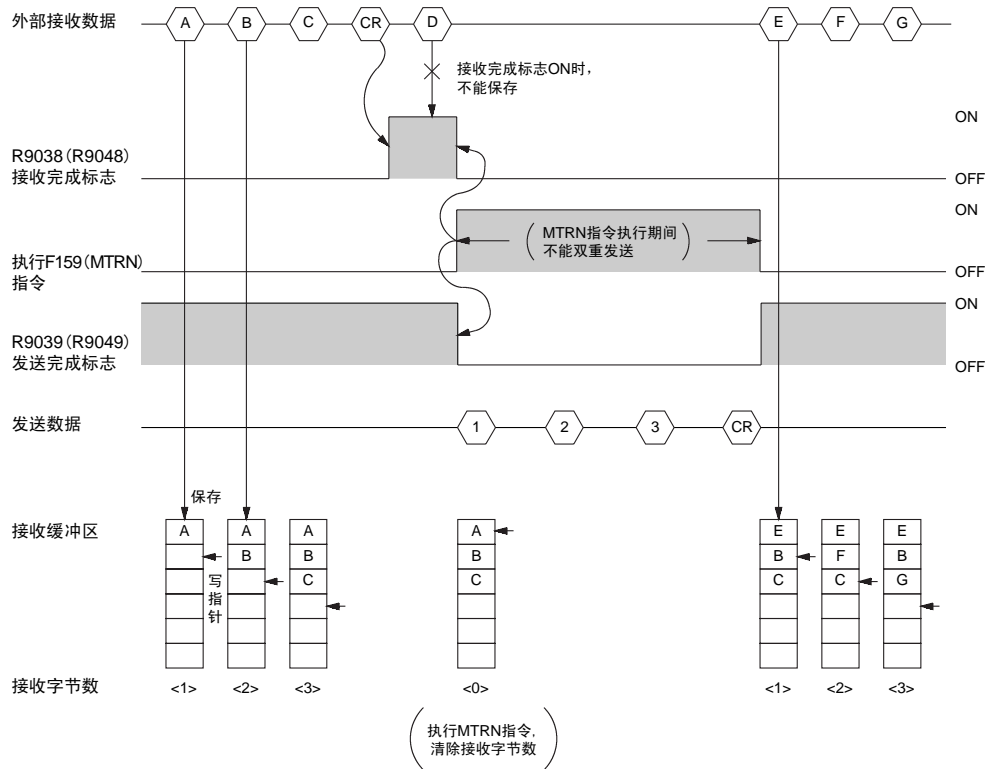 外部接收数据 A B C CR D E F G
接收完成标志ON时，
不能保存
ON
R9038(R9048)
接收完成标志
OFF
ON
MTRN指令执行期间
不能双重发送
执行F159(MTRN)
指令
OFF
ON
R9039(R9049)
发送完成标志
OFF
发送数据 1 2 3 CR
保存
接收缓冲区 A A A A E E E
B B B B F B
C C C C G
写指针
接收字节数 <1> <2> <3> <0> <1> <2> <3>
执行MTRN指令,
清除接收字节数